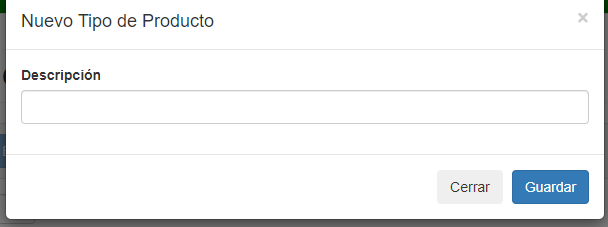 Nuevo Tipo de Producto
×
Descripción
Cerrar
Guardar